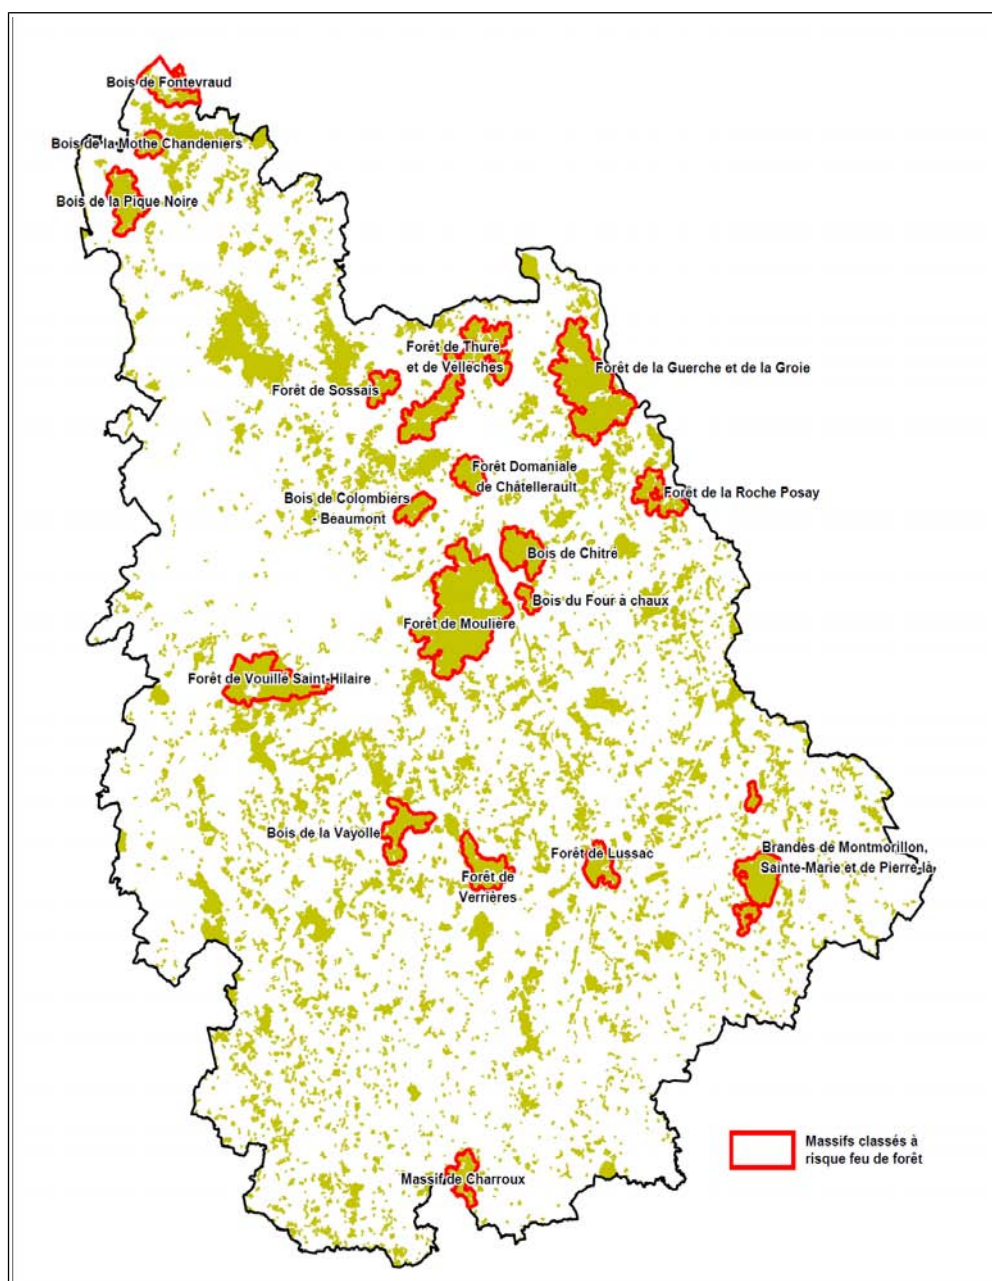 Bois de Fontevraud
Bois de la Mothe Chandeniers
Bois de la Pique Noire
Forêt de Thuré
et de Vellèches
Forêt de la Guerche et de la Groie
Forêt de Sossais
Forêt Domaniale
de Châtellerault
Bois de Colombiers
- Beaumont
Forêt de la Roche Posay
Bois de Chitré
Bois du Four à chaux
Forêt de Moulière
Forêt de Vouillé Saint-Hilaire
Bois de la Vayolle
Forêt de
Verrières
Forêt de Lussac
Brandes de Montmorillon,
Sainte-Marie et de Pierre-là
Massif de Charroux
Massifs classés à
risque feu de forêt